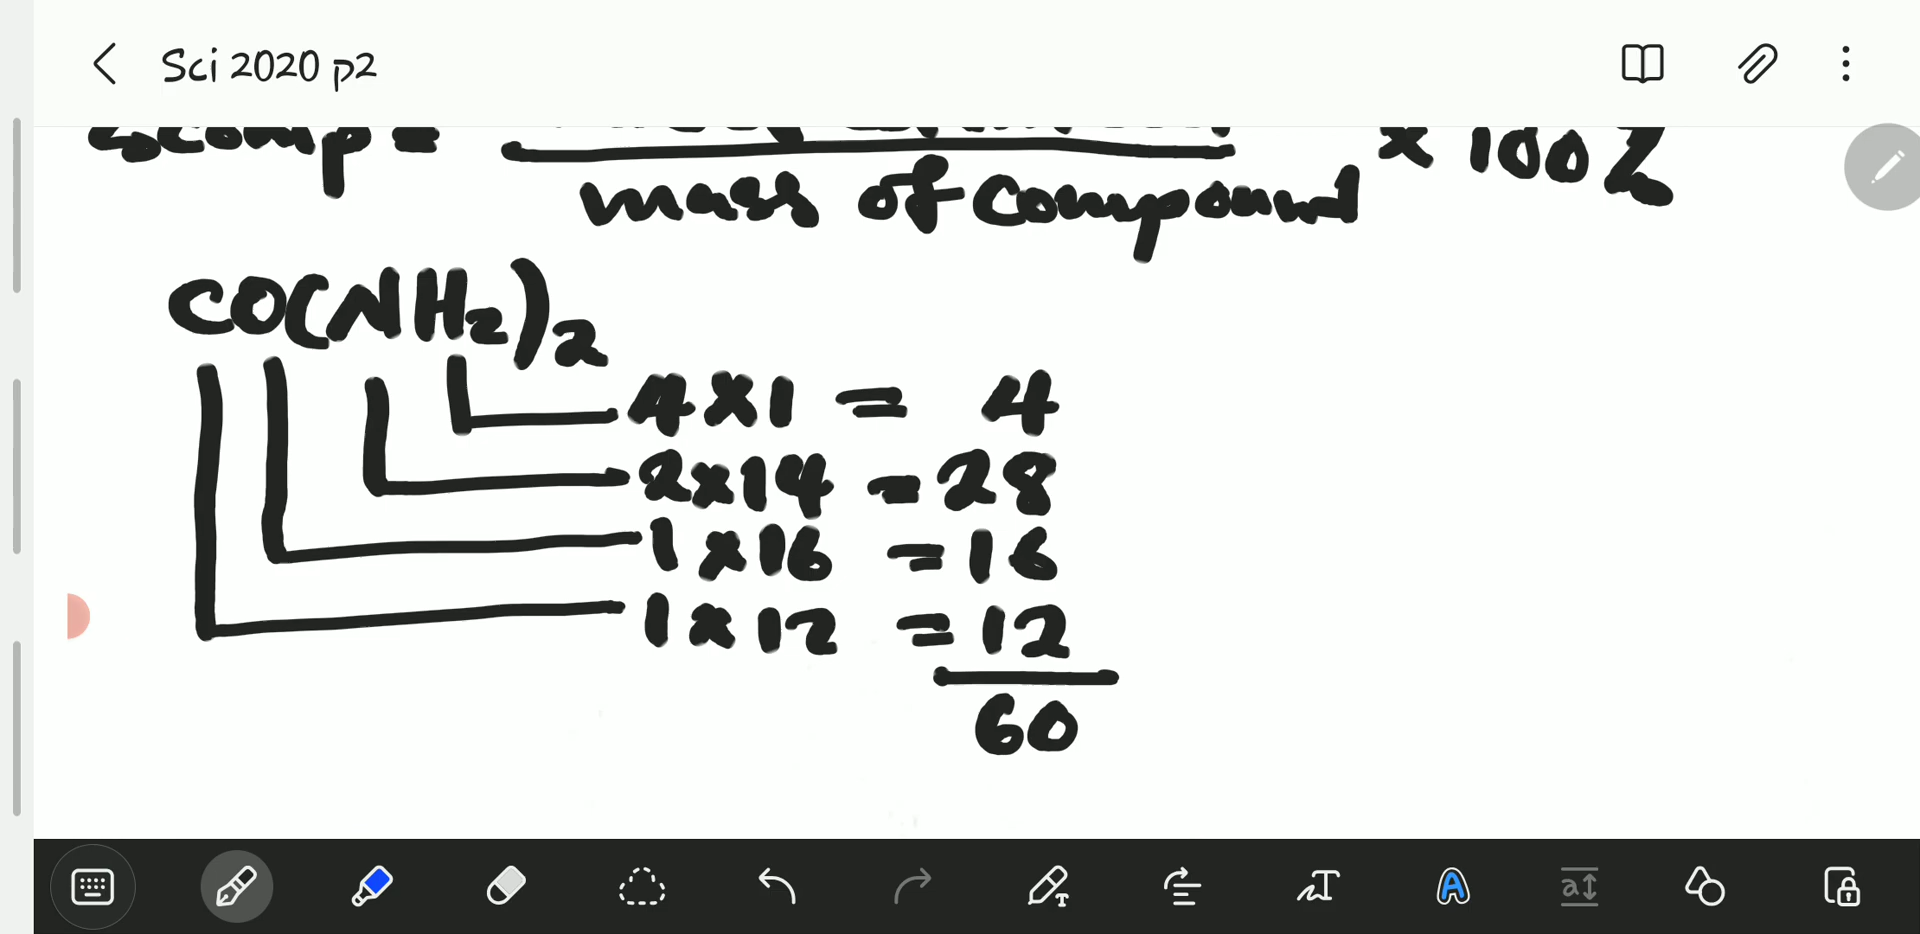 Sci 2020 p2
%comp = × 100%
mass of compound
CO(NH₂)₂
4×1 = 4
2×14 = 28
1×16 = 16
1×12 = 12
60